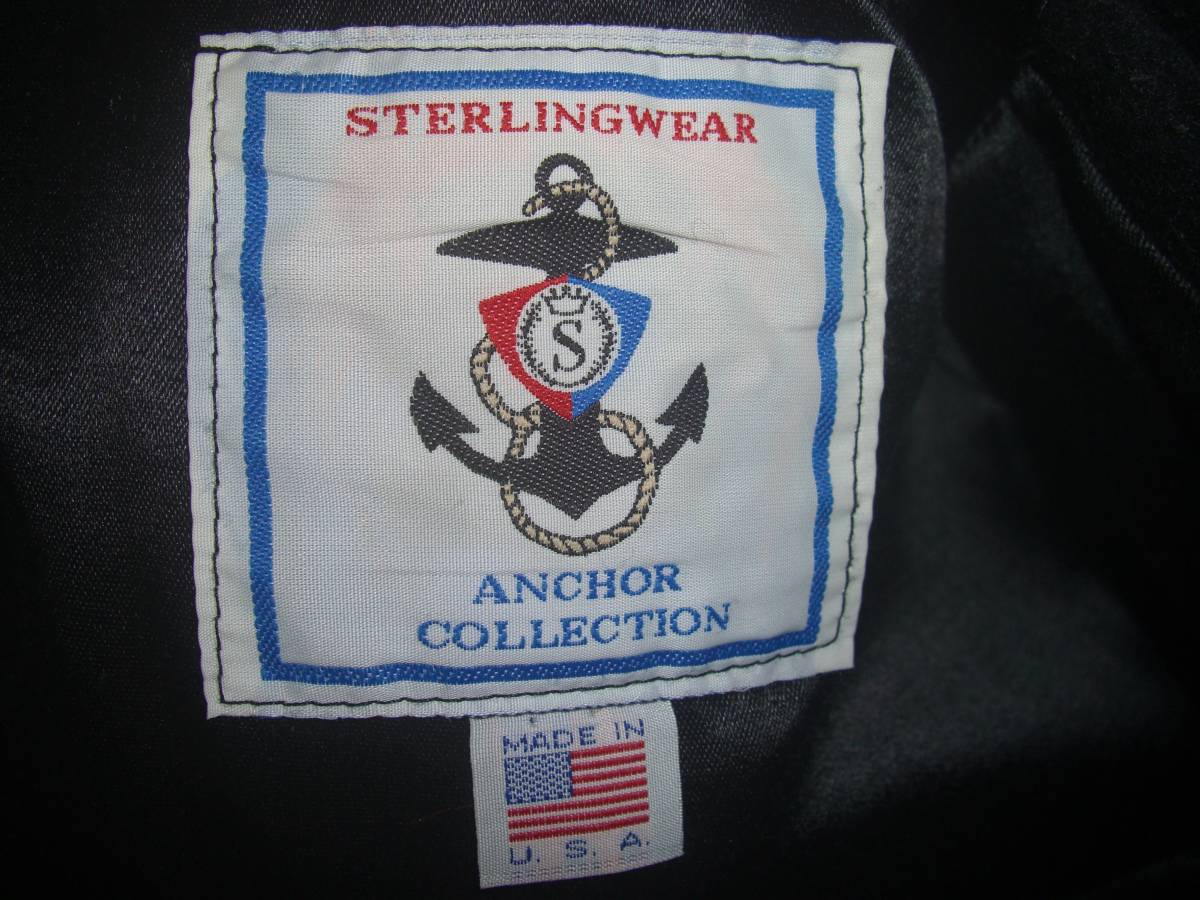 STERLINGWEAR
S
ANCHOR
COLLECTION
MADE IN
U. S. A.